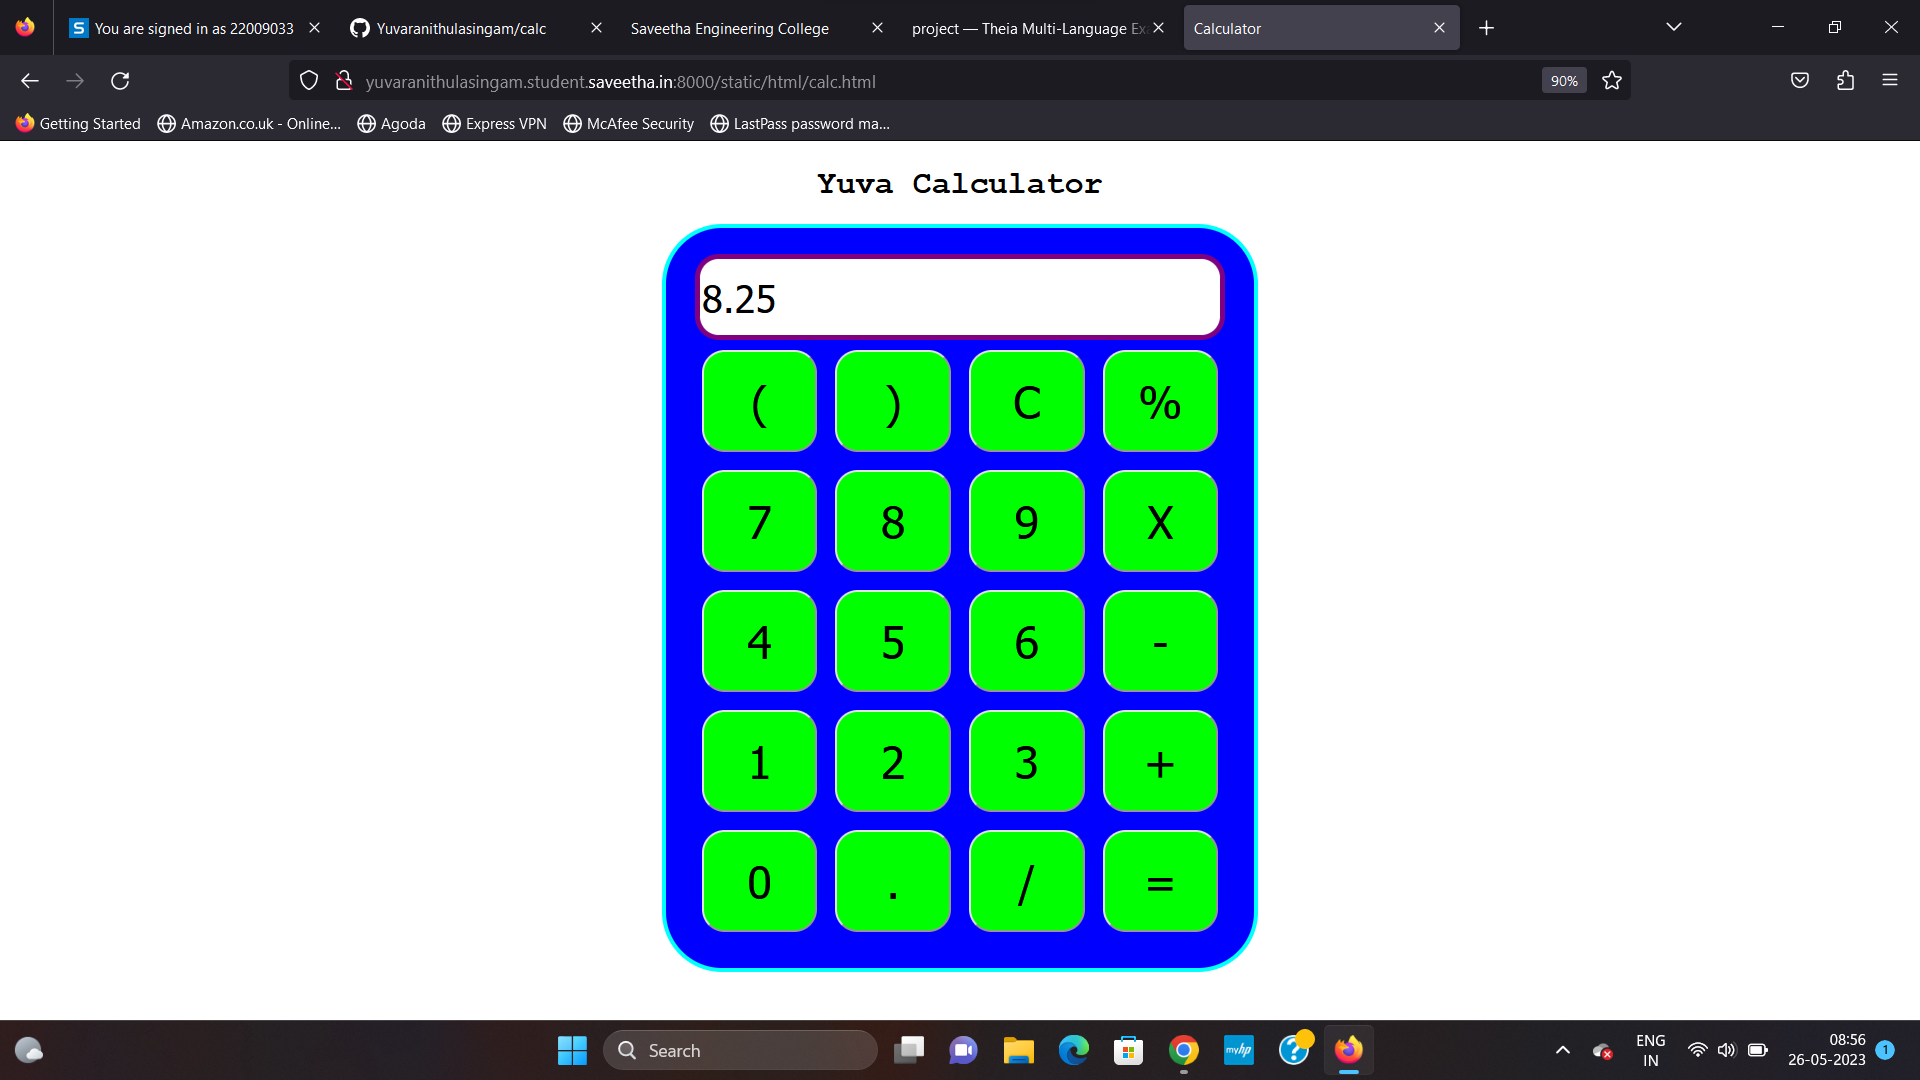 You are signed in as 22009033
Yuvaranithulasingam/calc
Saveetha Engineering College
project — Theia Multi-Language Ex
Calculator
yuvaranithulasingam.student.saveetha.in:8000/static/html/calc.html
90%
Getting Started
Amazon.co.uk - Online...
Agoda
Express VPN
McAfee Security
LastPass password ma...
Yuva Calculator
8.25
( ) C %
7 8 9 X
4 5 6 -
1 2 3 +
0 . / =
Search
myhp
ENG
IN
08:56
26-05-2023
1